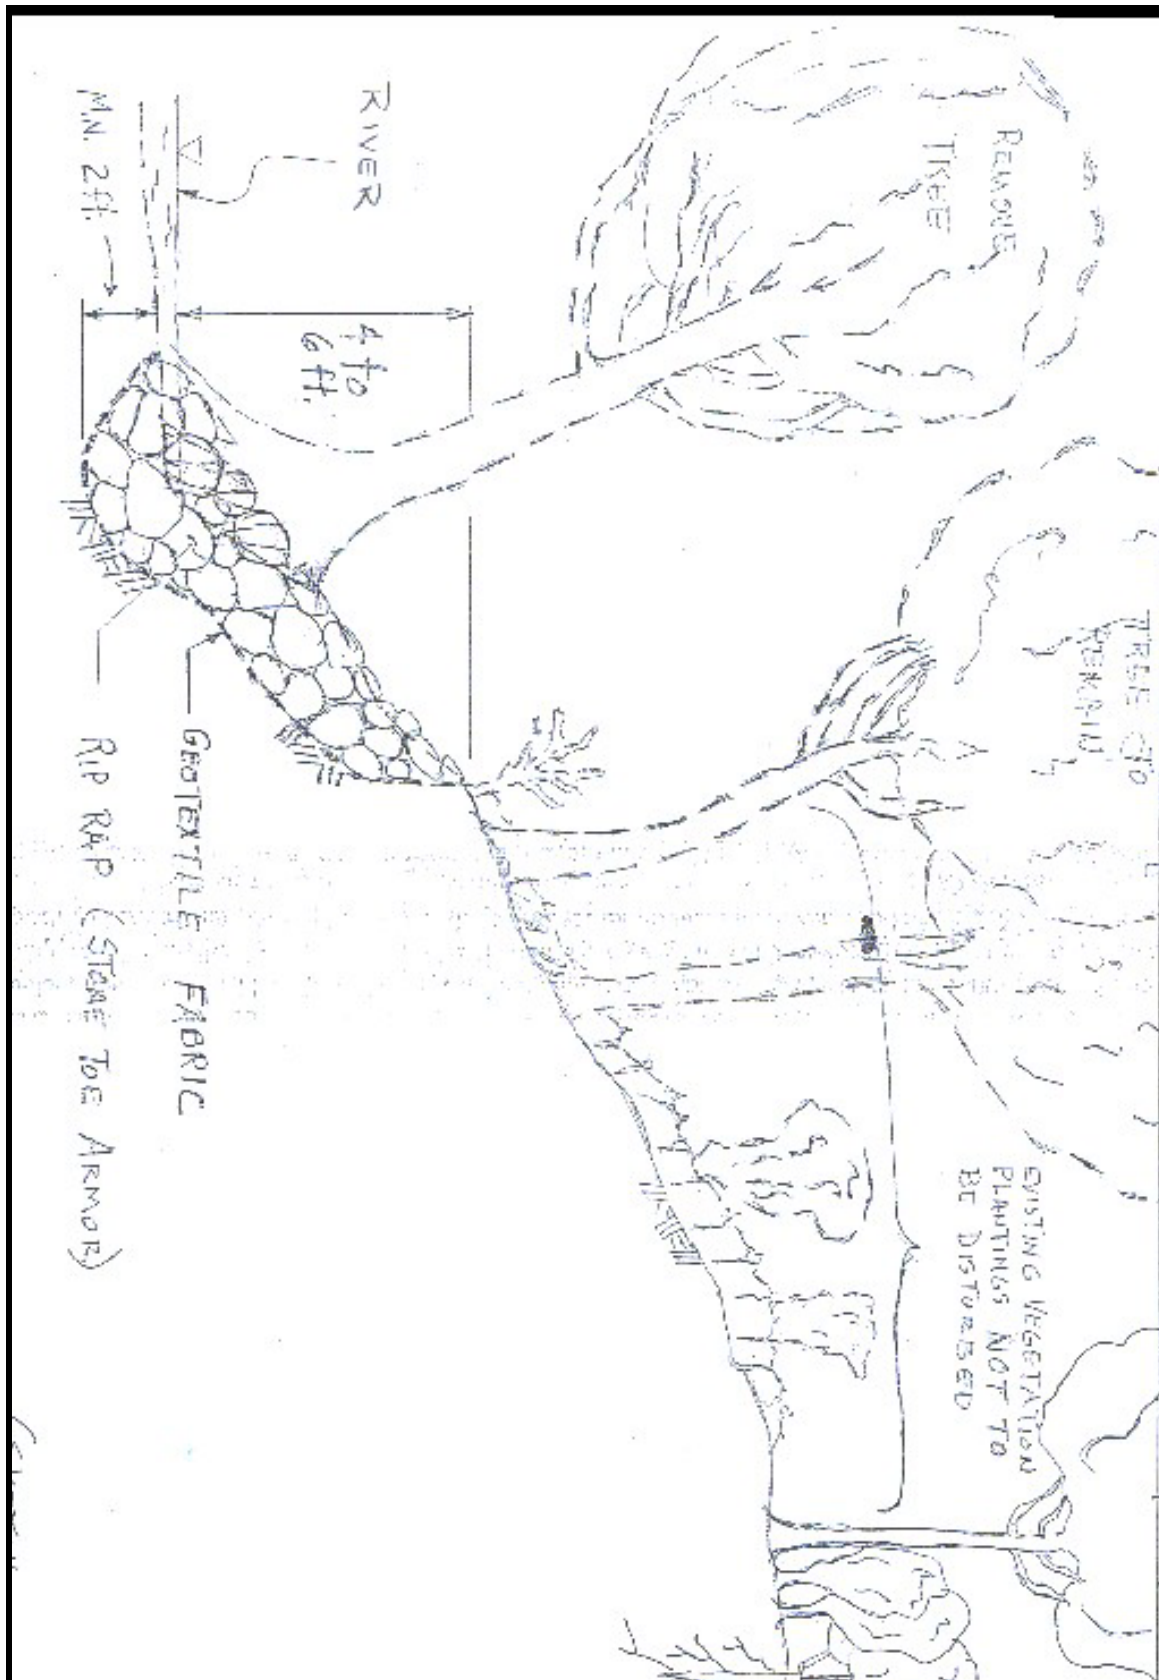 REMOVE
TREE
RIVER
MIN. 2 ft.
4 to
6 ft.
TREE TO
REMAIN
EXISTING VEGETATION
PLANTINGS NOT TO
BE DISTURBED
GEOTEXTILE FABRIC
RIP RAP (STONE TOE ARMOR)